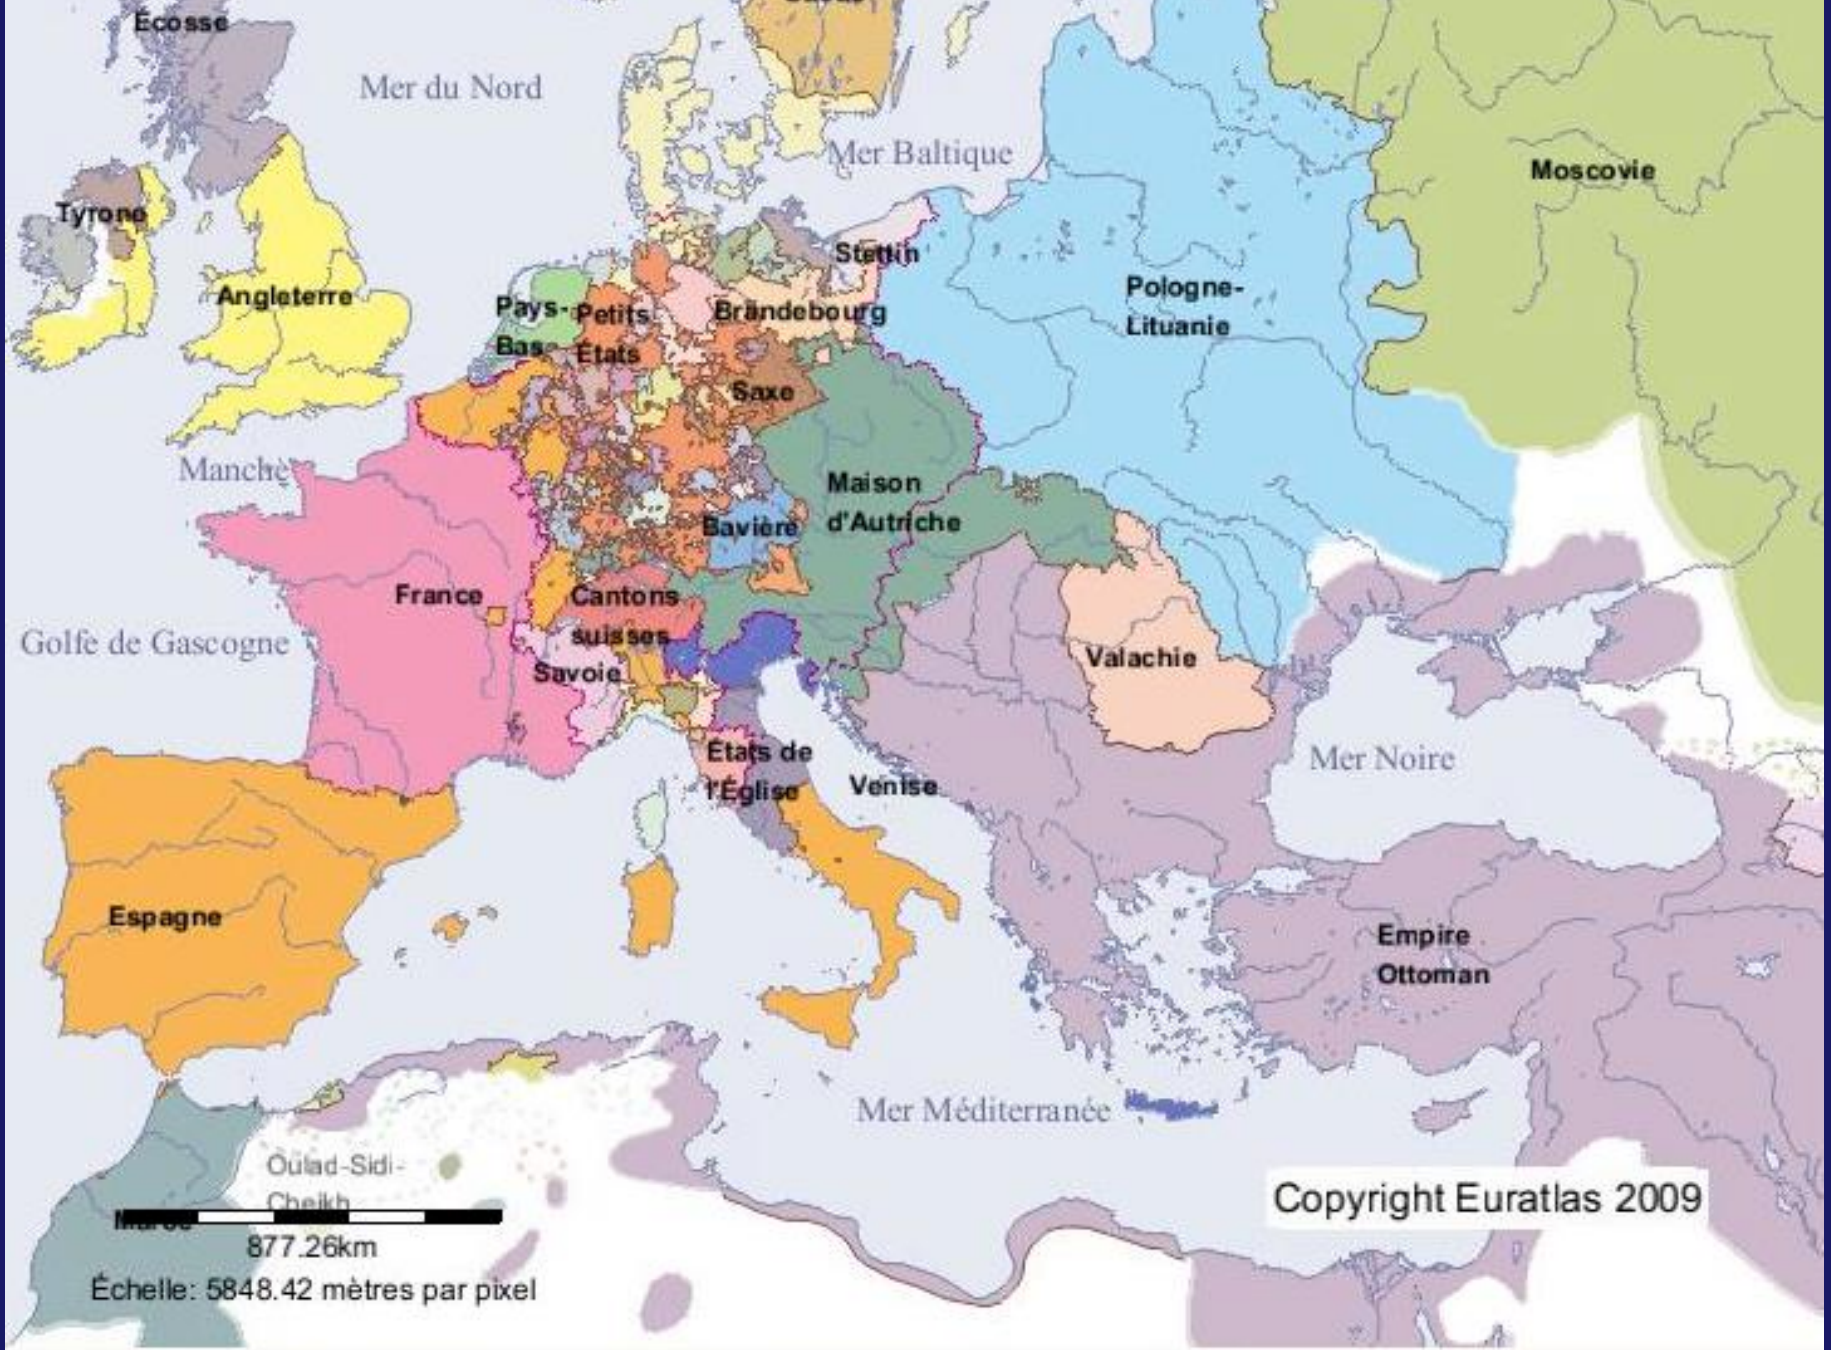 Écosse
Mer du Nord
Mer Baltique
Moscovie
Tyrone
Stettin
Angleterre
Pays-
Bas
Petits
États
Brandebourg
Pologne-
Lituanie
Saxe
Manche
Maison
d'Autriche
Bavière
France
Cantons
suisses
Golfe de Gascogne
Savoie
Valachie
États de
l'Église
Venise
Mer Noire
Espagne
Empire
Ottoman
Mer Méditerranée
Oulad-Sidi-
Cheikh
Maroc
877.26km
Échelle: 5848.42 mètres par pixel
Copyright Euratlas 2009